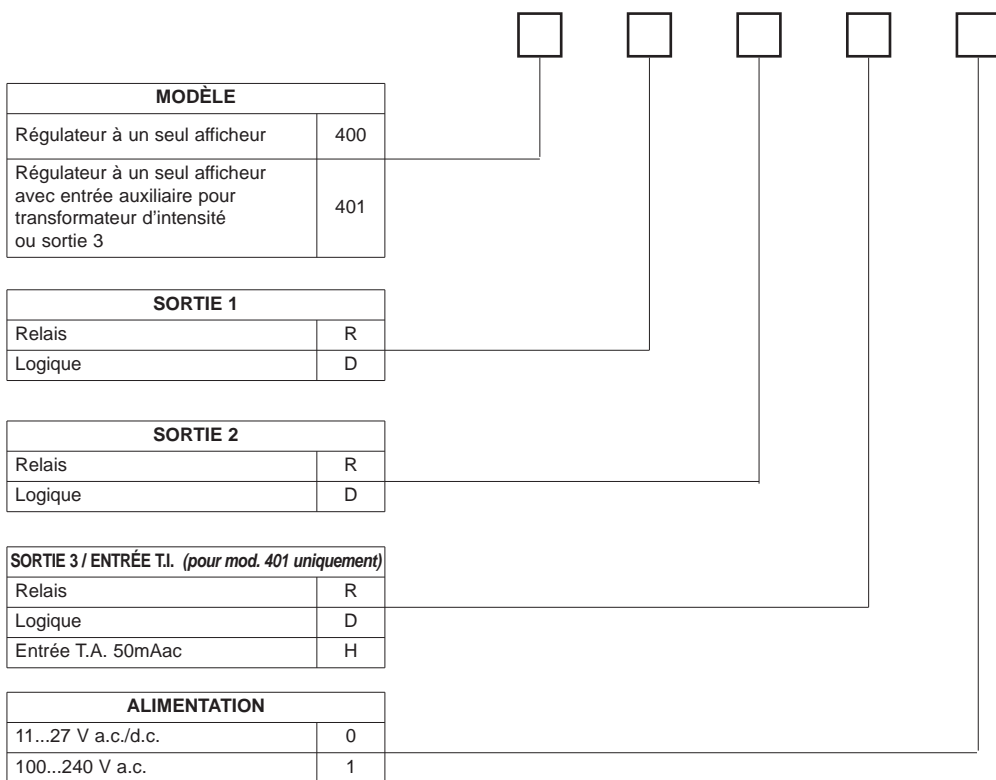 MODÈLE
Régulateur à un seul afficheur 400
Régulateur à un seul afficheur
avec entrée auxiliaire pour
transformateur d'intensité
ou sortie 3
401
SORTIE 1
Relais R
Logique D
SORTIE 2
Relais R
Logique D
SORTIE 3 / ENTRÉE T.I. (pour mod. 401 uniquement)
Relais R
Logique D
Entrée T.A. 50mAac H
ALIMENTATION
11...27 V a.c./d.c. 0
100...240 V a.c. 1